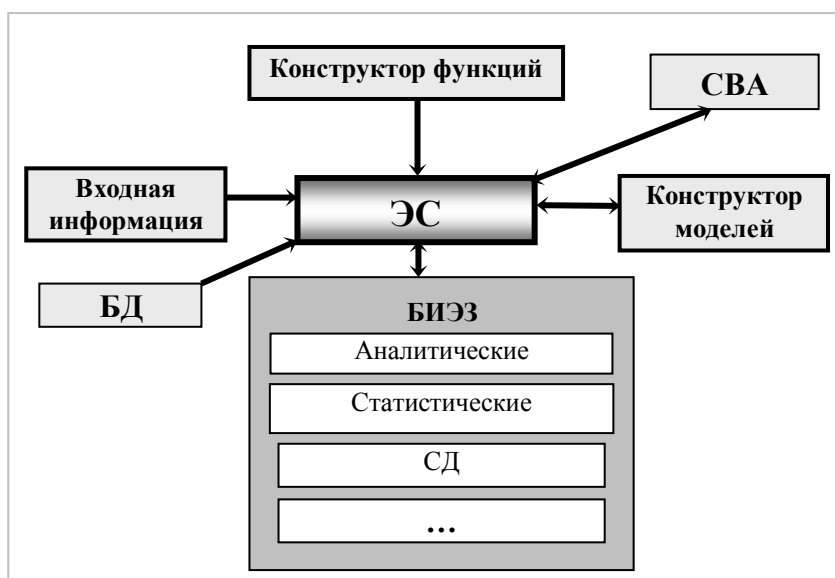 Конструктор функций
СВА
Входная
информация
ЭС
Конструктор
моделей
БД
БИЭЗ
Аналитические
Статистические
СД
...